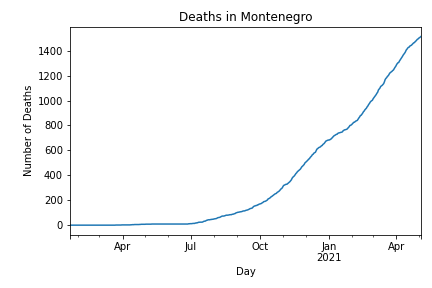 Deaths in Montenegro
Number of Deaths
1400
1200
1000
800
600
400
200
0
Apr
Jul
Oct
Jan
2021
Apr
Day